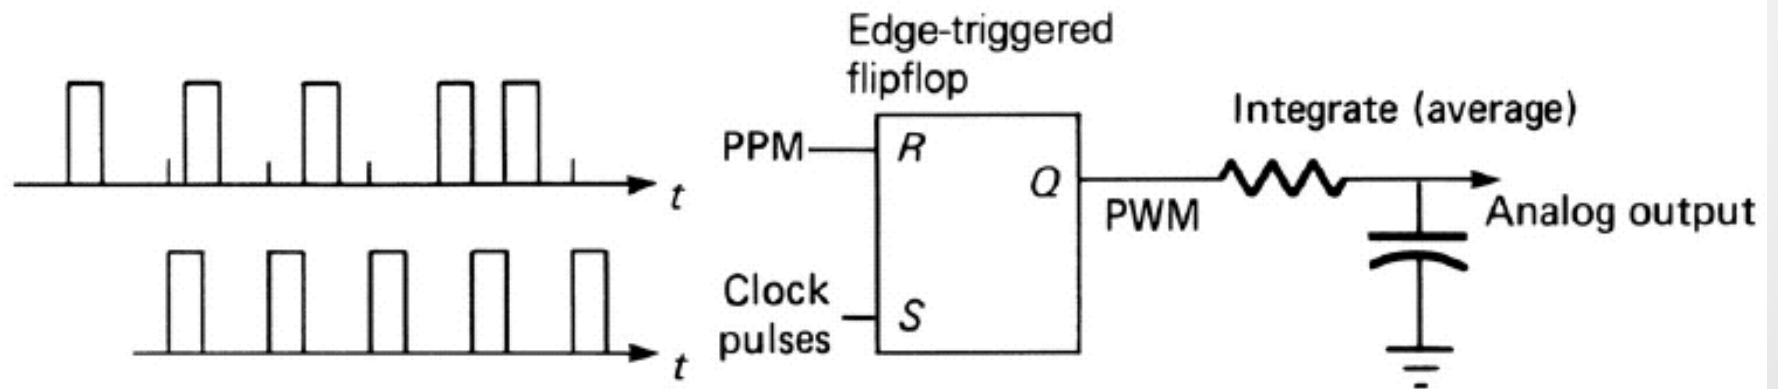 Edge-triggered
flipflop
Integrate (average)
PPM
R
Q
t
PWM
Analog output
Clock
pulses
S
t